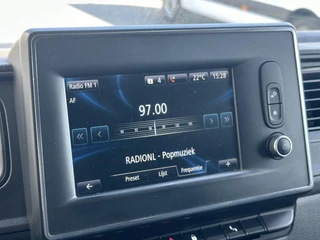 Radio FM 1 4 22°C 15:28
AF
97.00
RADIONL - Popmuziek
Preset Lijst Frequentie